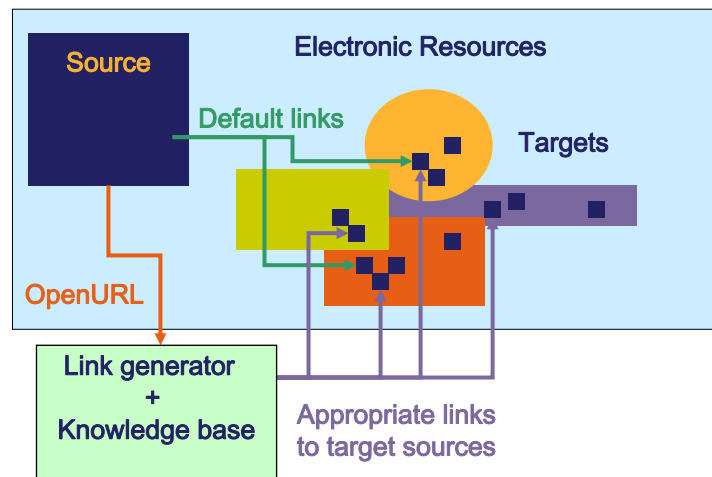 Electronic Resources
Source
Default links
Targets
OpenURL
Link generator
+
Knowledge base
Appropriate links
to target sources